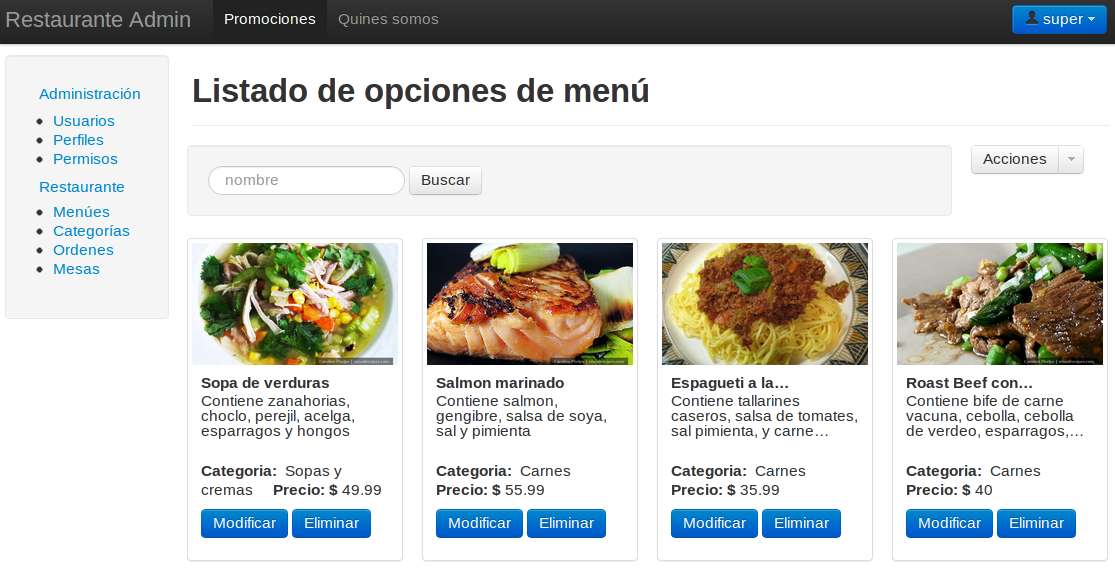 Restaurante Admin
Promociones
Quines somos
super
Administración
Usuarios
Perfiles
Permisos
Restaurante
Menúes
Categorías
Ordenes
Mesas
Listado de opciones de menú
nombre
Buscar
Acciones
Sopa de verduras
Contiene zanahorias,
choclo, perejil, acelga,
esparragos y hongos
Categoria: Sopas y
cremas Precio: $ 49.99
Modificar Eliminar
Salmon marinado
Contiene salmon,
gengibre, salsa de soya,
sal y pimienta
Categoria: Carnes
Precio: $ 55.99
Modificar Eliminar
Espagueti a la…
Contiene tallarines
caseros, salsa de tomates,
sal pimienta, y carne…
Categoria: Carnes
Precio: $ 35.99
Modificar Eliminar
Roast Beef con…
Contiene bife de carne
vacuna, cebolla, cebolla
de verdeo, esparragos,…
Categoria: Carnes
Precio: $ 40
Modificar Eliminar